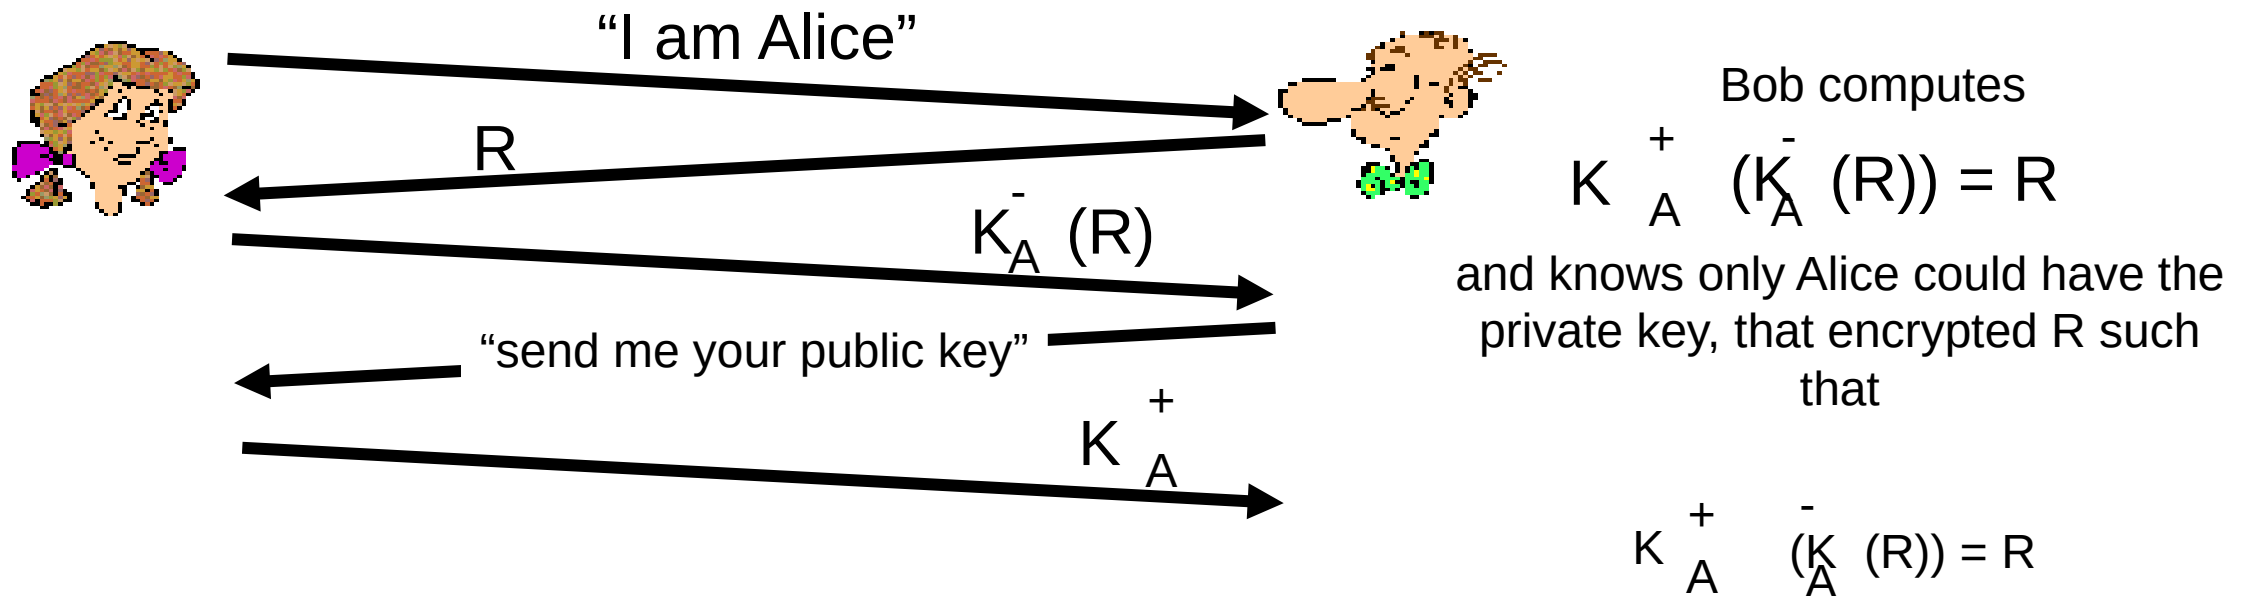 “I am Alice”
R
K A - (R)
“send me your public key”
K A +
Bob computes
K A + (K A - (R)) = R
and knows only Alice could have the
private key, that encrypted R such
that
K A + (K A - (R)) = R